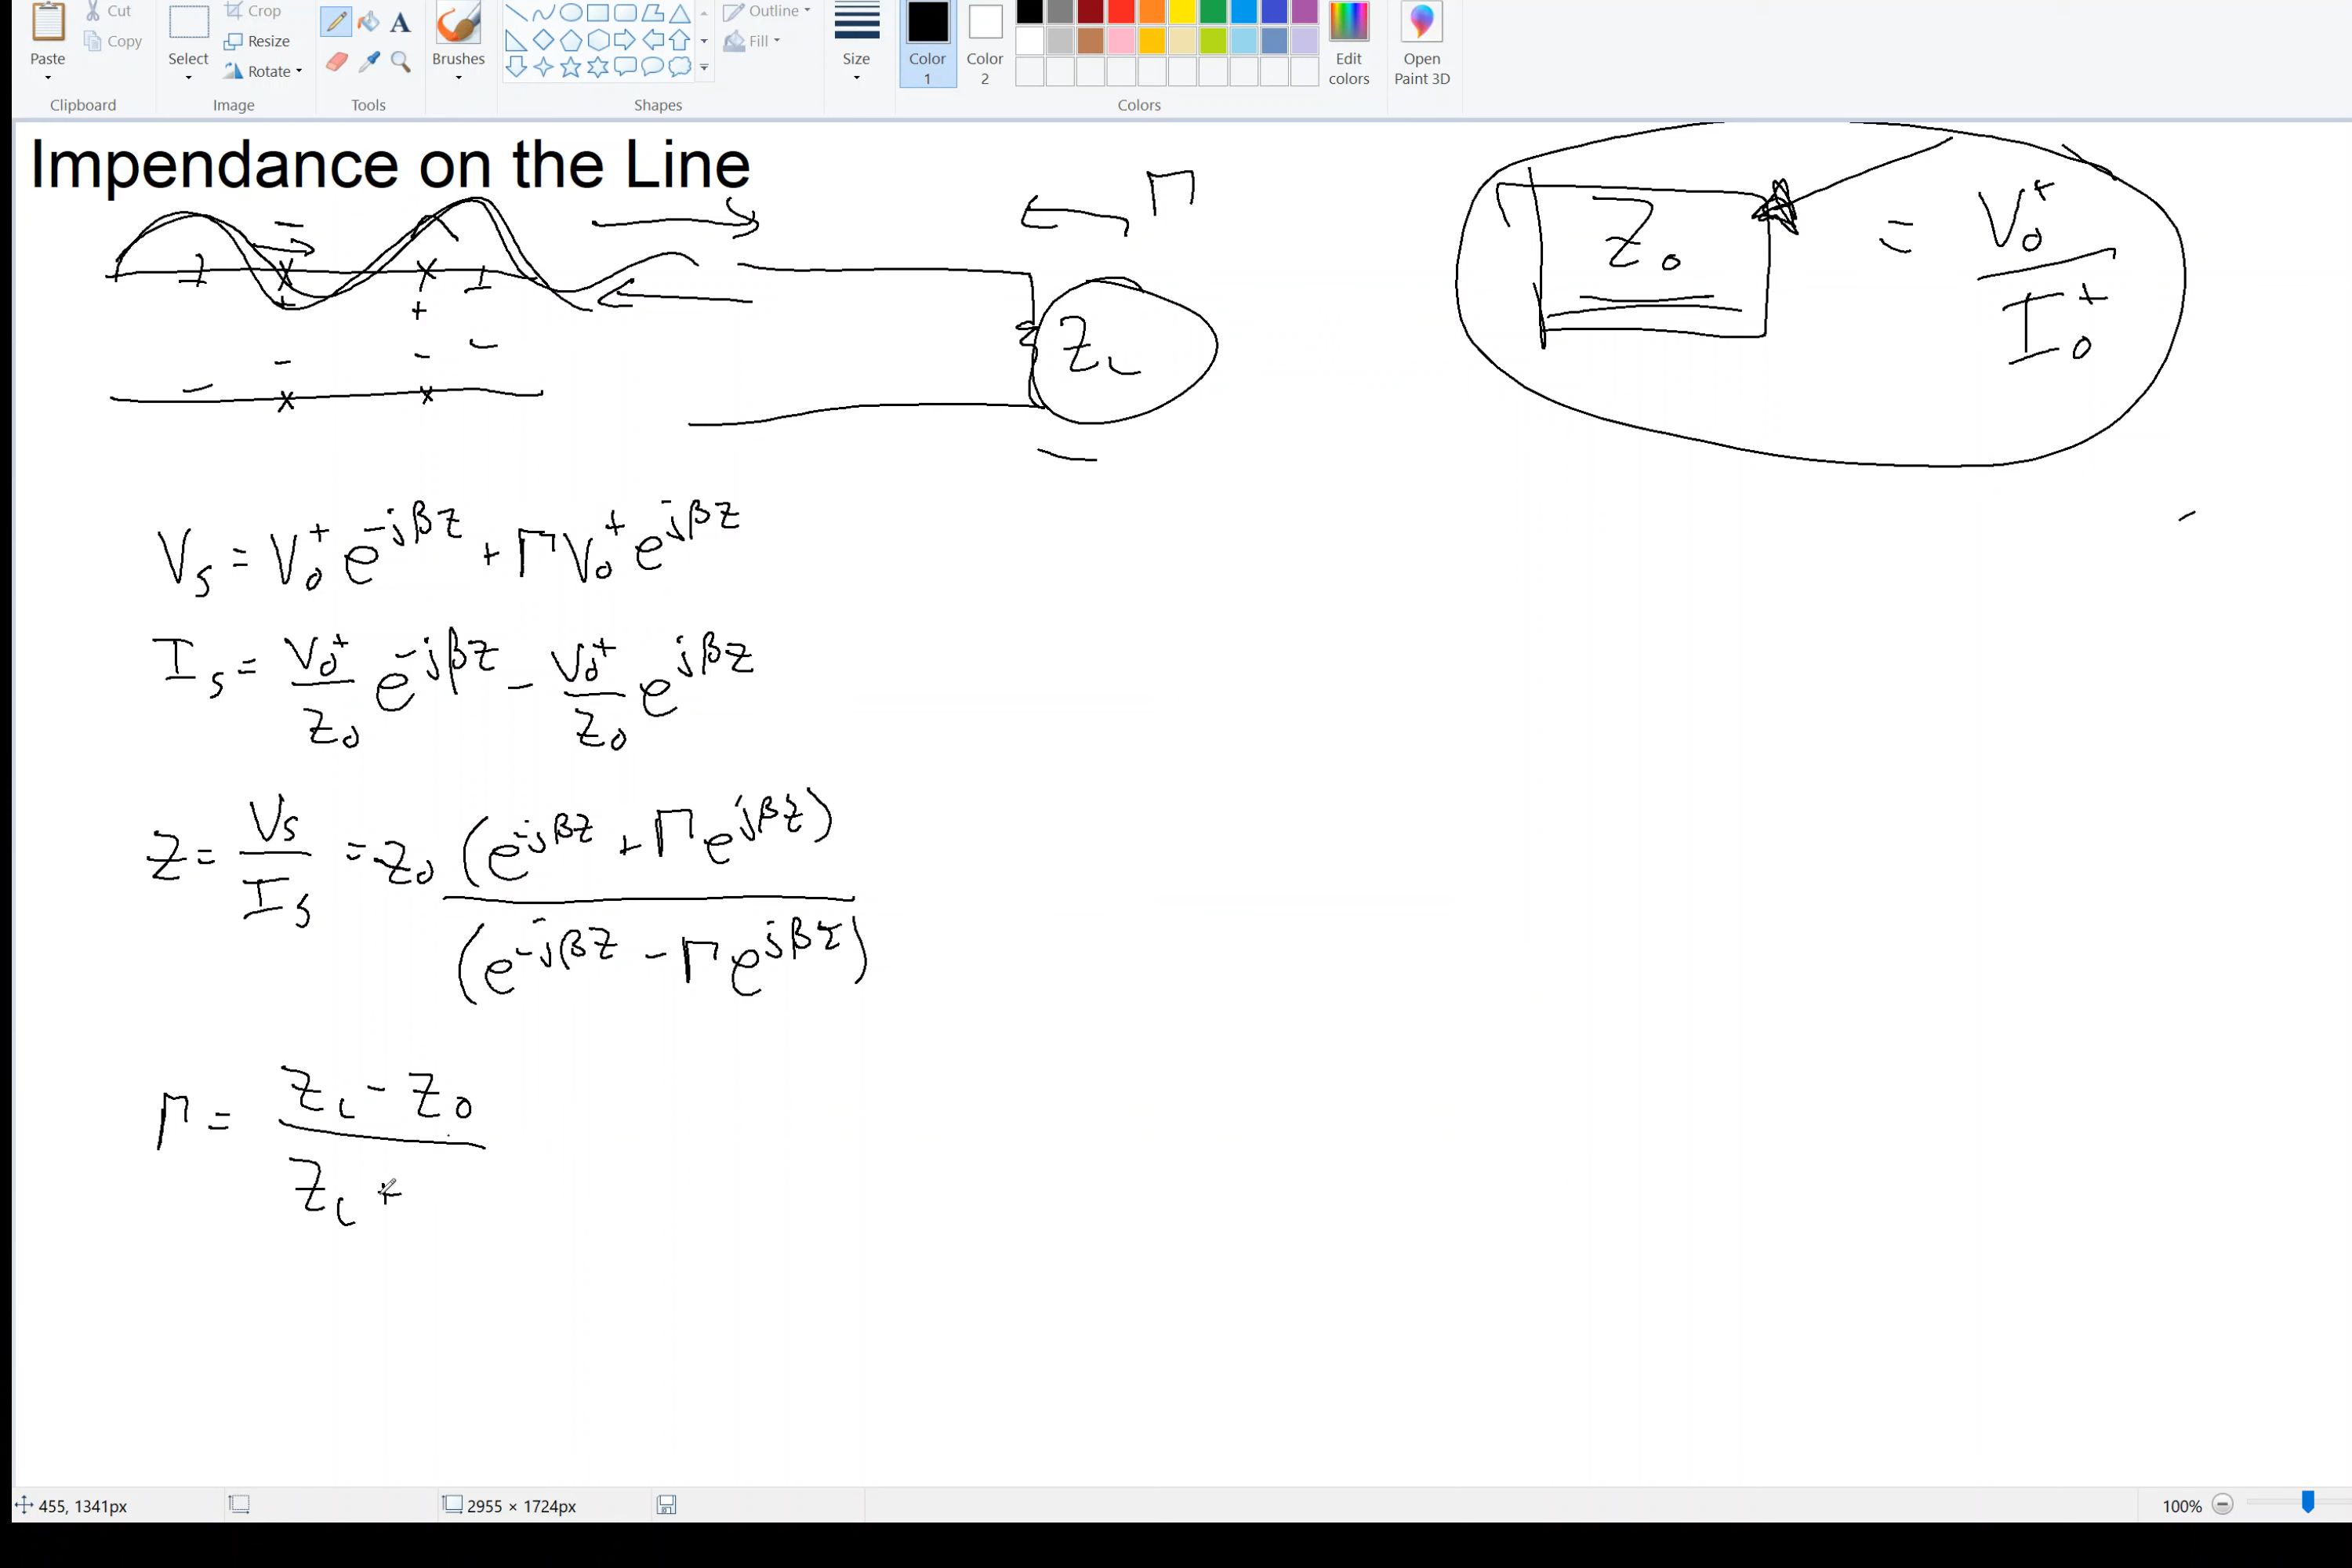 Cut
Copy
Paste
Clipboard
Crop
Resize
Rotate
Select
Image
A
Tools
Brushes
Outline
Fill
Shapes
Size
Color 1
Color 2
Edit colors
Colors
Open Paint 3D
Impendance on the Line
Γ
Z_L
Z_0 = V_0^+ / I_0^+
V_s = V_0^+ e^{-jβz} + Γ V_0^+ e^{jβz}
I_s = V_0^+/Z_0 e^{-jβz} - V_0^+/Z_0 e^{jβz}
Z = V_s/I_s = Z_0 (e^{-jβz} + Γ e^{jβz}) / (e^{-jβz} - Γ e^{jβz})
Γ = Z_L - Z_0 / Z_L +
455, 1341px
2955 × 1724px
100%